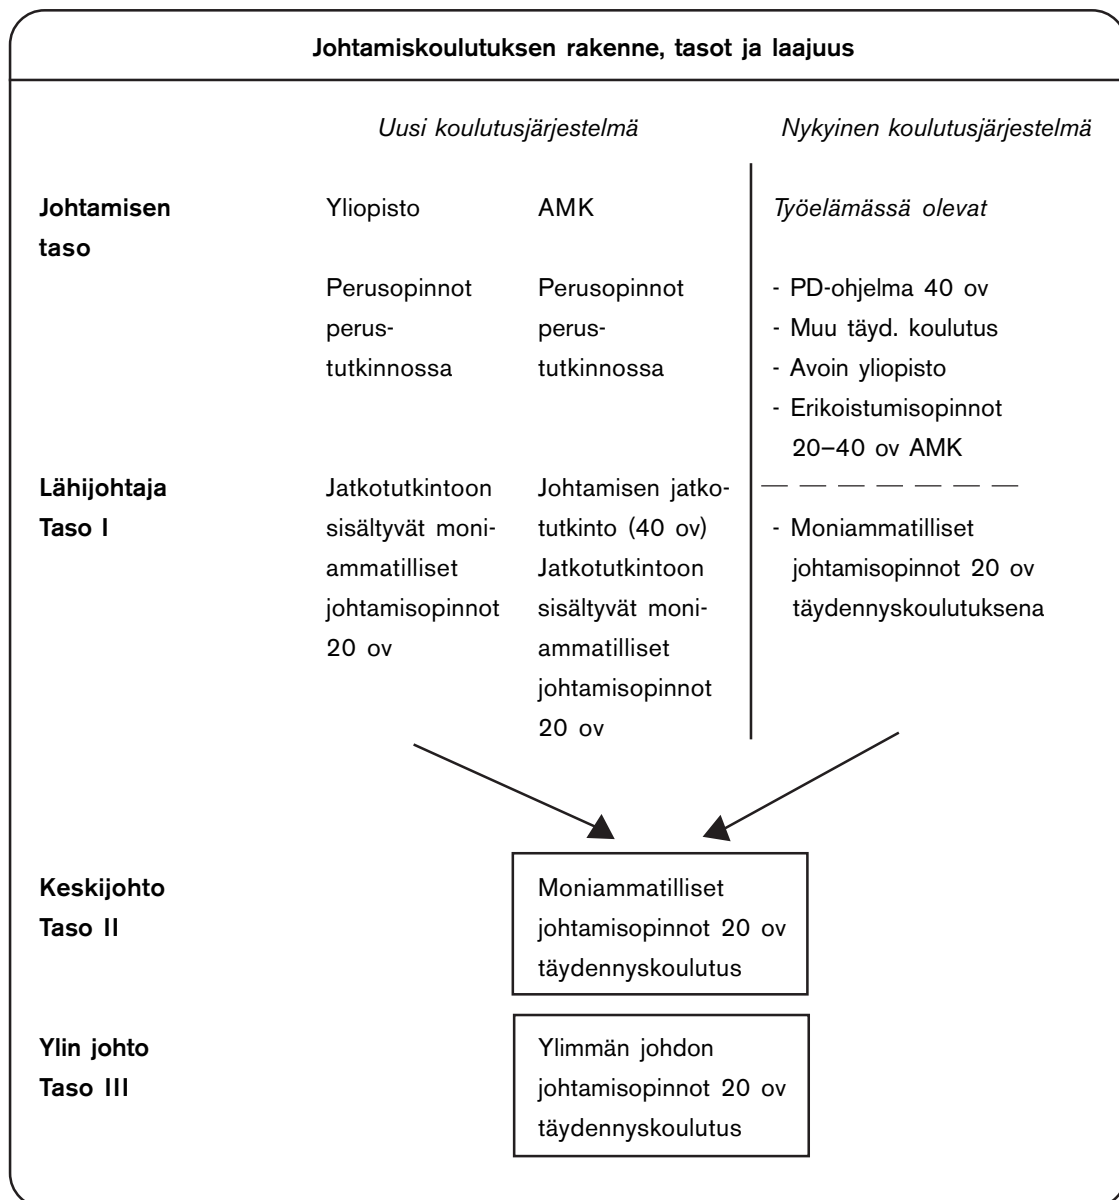 Johtamiskoulutuksen rakenne, tasot ja laajuus
Uusi koulutusjärjestelmä
Nykyinen koulutusjärjestelmä
Johtamisen
taso
Yliopisto
AMK
Työelämässä olevat
Perusopinnot
perus-
tutkinnossa
Perusopinnot
perus-
tutkinnossa
- PD-ohjelma 40 ov
- Muu täyd. koulutus
- Avoin yliopisto
- Erikoistumisopinnot
20–40 ov AMK
Lähijohtaja
Taso I
Jatkotutkintoon
sisältyvät moni-
ammatilliset
johtamisopinnot
20 ov
Johtamisen jatko-
tutkinto (40 ov)
Jatkotutkintoon
sisältyvät moni-
ammatilliset
johtamisopinnot
20 ov
- Moniammatilliset
johtamisopinnot 20 ov
täydennyskoulutuksena
Keskijohto
Taso II
Moniammatilliset
johtamisopinnot 20 ov
täydennyskoulutus
Ylin johto
Taso III
Ylimmän johdon
johtamisopinnot 20 ov
täydennyskoulutus